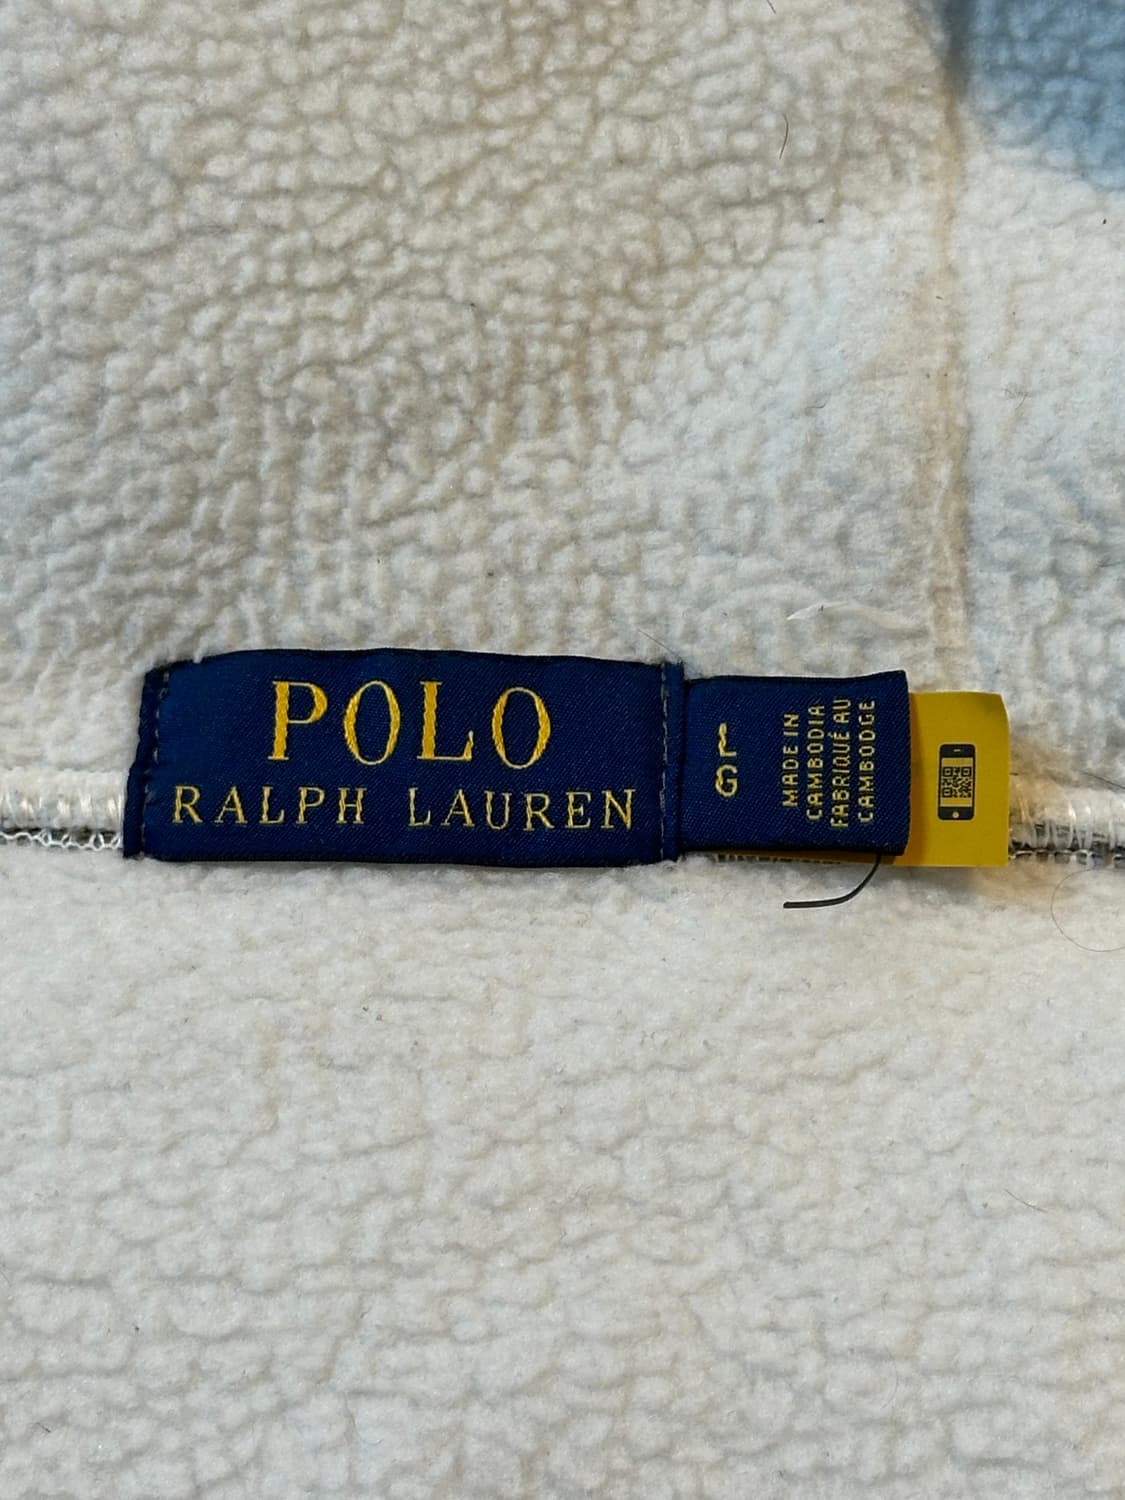 POLO
RALPH LAUREN
L
G
MADE IN
CAMBODIA
FABRIQUÉ AU
CAMBODGE